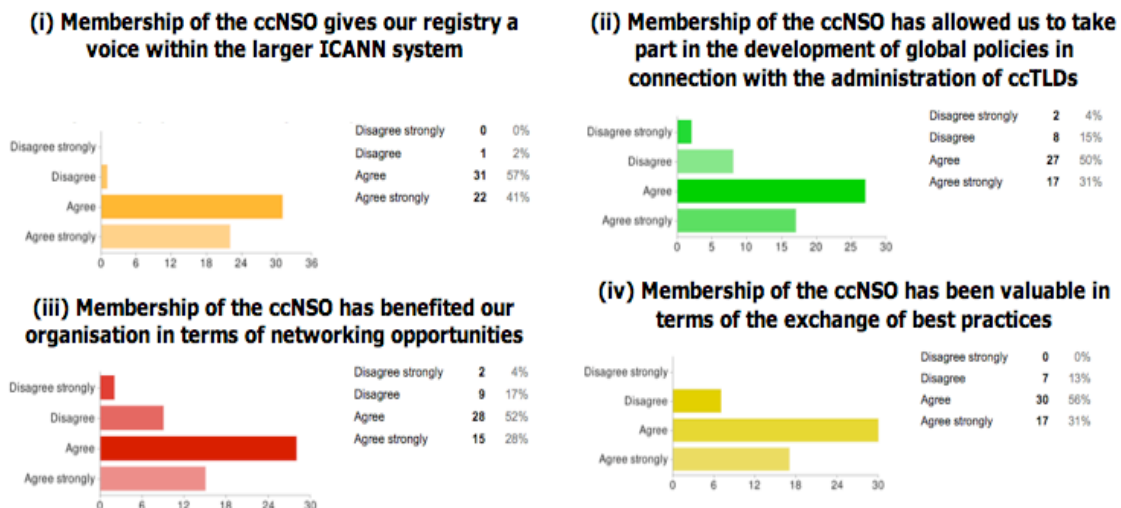 (i) Membership of the ccNSO gives our registry a
voice within the larger ICANN system
Disagree strongly
Disagree
Agree
Agree strongly
0 6 12 18 24 30 36
Disagree strongly 0 0%
Disagree 1 2%
Agree 31 57%
Agree strongly 22 41%
(ii) Membership of the ccNSO has allowed us to take
part in the development of global policies in
connection with the administration of ccTLDs
Disagree strongly
Disagree
Agree
Agree strongly
0 5 10 15 20 25 30
Disagree strongly 2 4%
Disagree 8 15%
Agree 27 50%
Agree strongly 17 31%
(iii) Membership of the ccNSO has benefited our
organisation in terms of networking opportunities
Disagree strongly
Disagree
Agree
Agree strongly
0 6 12 18 24 30
Disagree strongly 2 4%
Disagree 9 17%
Agree 28 52%
Agree strongly 15 28%
(iv) Membership of the ccNSO has been valuable in
terms of the exchange of best practices
Disagree strongly
Disagree
Agree
Agree strongly
0 6 12 18 24 30
Disagree strongly 0 0%
Disagree 7 13%
Agree 30 56%
Agree strongly 17 31%